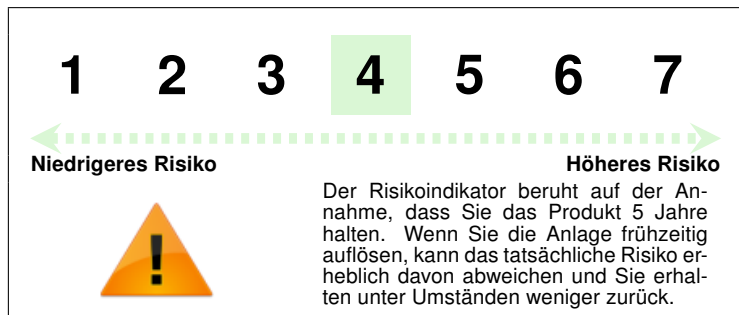 1 2 3 4 5 6 7
Niedrigeres Risiko Höheres Risiko
Der Risikoindikator beruht auf der An-
nahme, dass Sie das Produkt 5 Jahre
halten. Wenn Sie die Anlage frühzeitig
auflösen, kann das tatsächliche Risiko er-
heblich davon abweichen und Sie erhal-
ten unter Umständen weniger zurück.
!